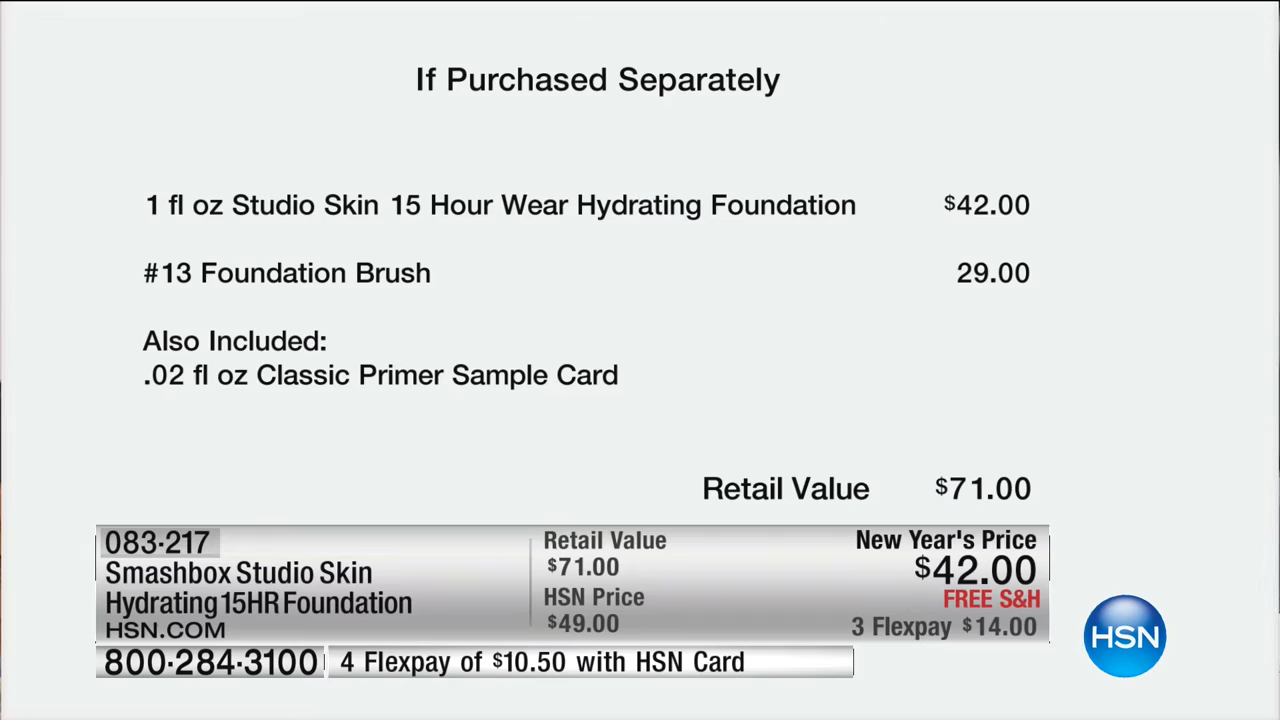 If Purchased Separately
1 fl oz Studio Skin 15 Hour Wear Hydrating Foundation $42.00
#13 Foundation Brush 29.00
Also Included:
.02 fl oz Classic Primer Sample Card
Retail Value $71.00
083·217
Smashbox Studio Skin
Hydrating 15HR Foundation
HSN.COM
Retail Value
$71.00
HSN Price
$49.00
New Year's Price
$42.00
FREE S&H
3 Flexpay $14.00
800·284·3100
4 Flexpay of $10.50 with HSN Card
HSN